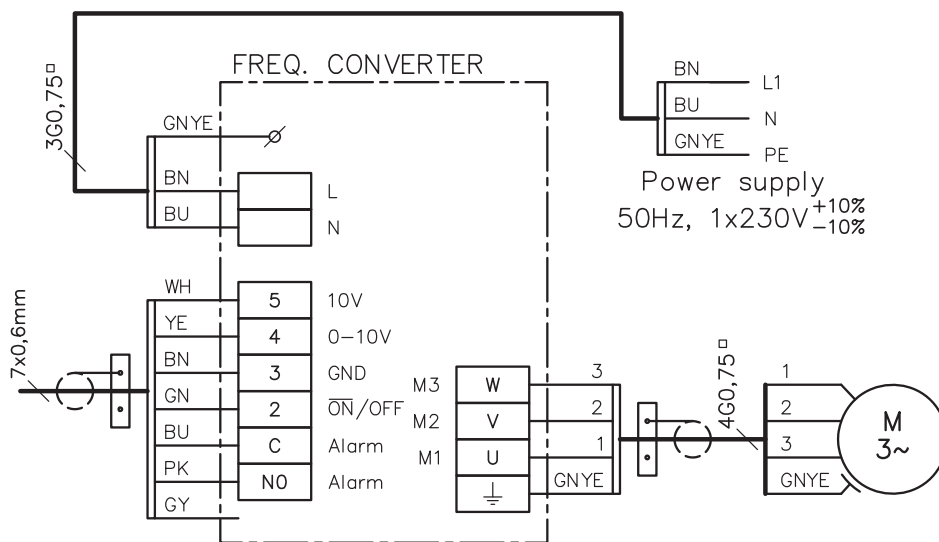 FREQ. CONVERTER
3G0,75□
GNYE
BN
L
BU
N
BN
L1
BU
N
GNYE
PE
Power supply
50Hz, 1x230V +10% -10%
7x0,6mm
WH
5
10V
YE
4
0-10V
BN
3
GND
GN
2
O̅N̅/OFF
BU
C
Alarm
PK
NO
Alarm
GY
M3
W
3
M2
V
2
M1
U
1
GNYE
4G0,75□
1
2
3
GNYE
M
3~